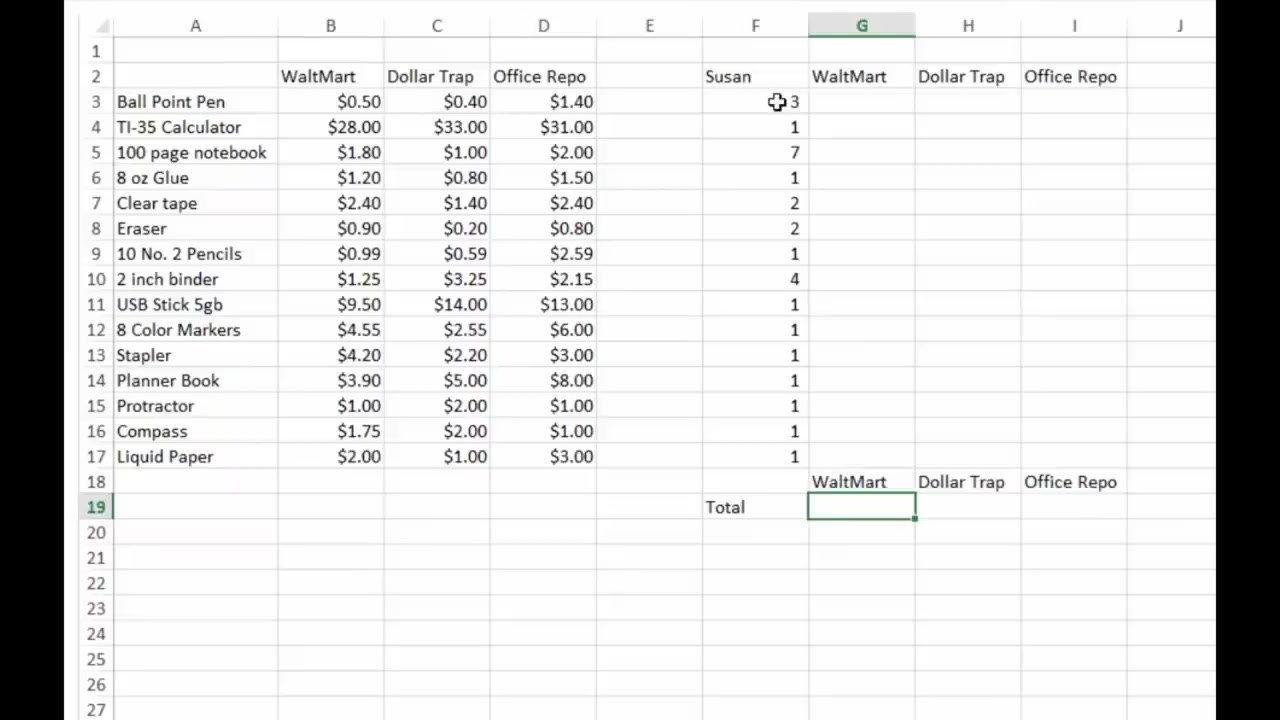 A B C D E F G H I J
1
2 WaltMart Dollar Trap Office Repo Susan WaltMart Dollar Trap Office Repo
3 Ball Point Pen $0.50 $0.40 $1.40 3
4 TI-35 Calculator $28.00 $33.00 $31.00 1
5 100 page notebook $1.80 $1.00 $2.00 7
6 8 oz Glue $1.20 $0.80 $1.50 1
7 Clear tape $2.40 $1.40 $2.40 2
8 Eraser $0.90 $0.20 $0.80 2
9 10 No. 2 Pencils $0.99 $0.59 $2.59 1
10 2 inch binder $1.25 $3.25 $2.15 4
11 USB Stick 5gb $9.50 $14.00 $13.00 1
12 8 Color Markers $4.55 $2.55 $6.00 1
13 Stapler $4.20 $2.20 $3.00 1
14 Planner Book $3.90 $5.00 $8.00 1
15 Protractor $1.00 $2.00 $1.00 1
16 Compass $1.75 $2.00 $1.00 1
17 Liquid Paper $2.00 $1.00 $3.00 1
18 WaltMart Dollar Trap Office Repo
19 Total
20
21
22
23
24
25
26
27